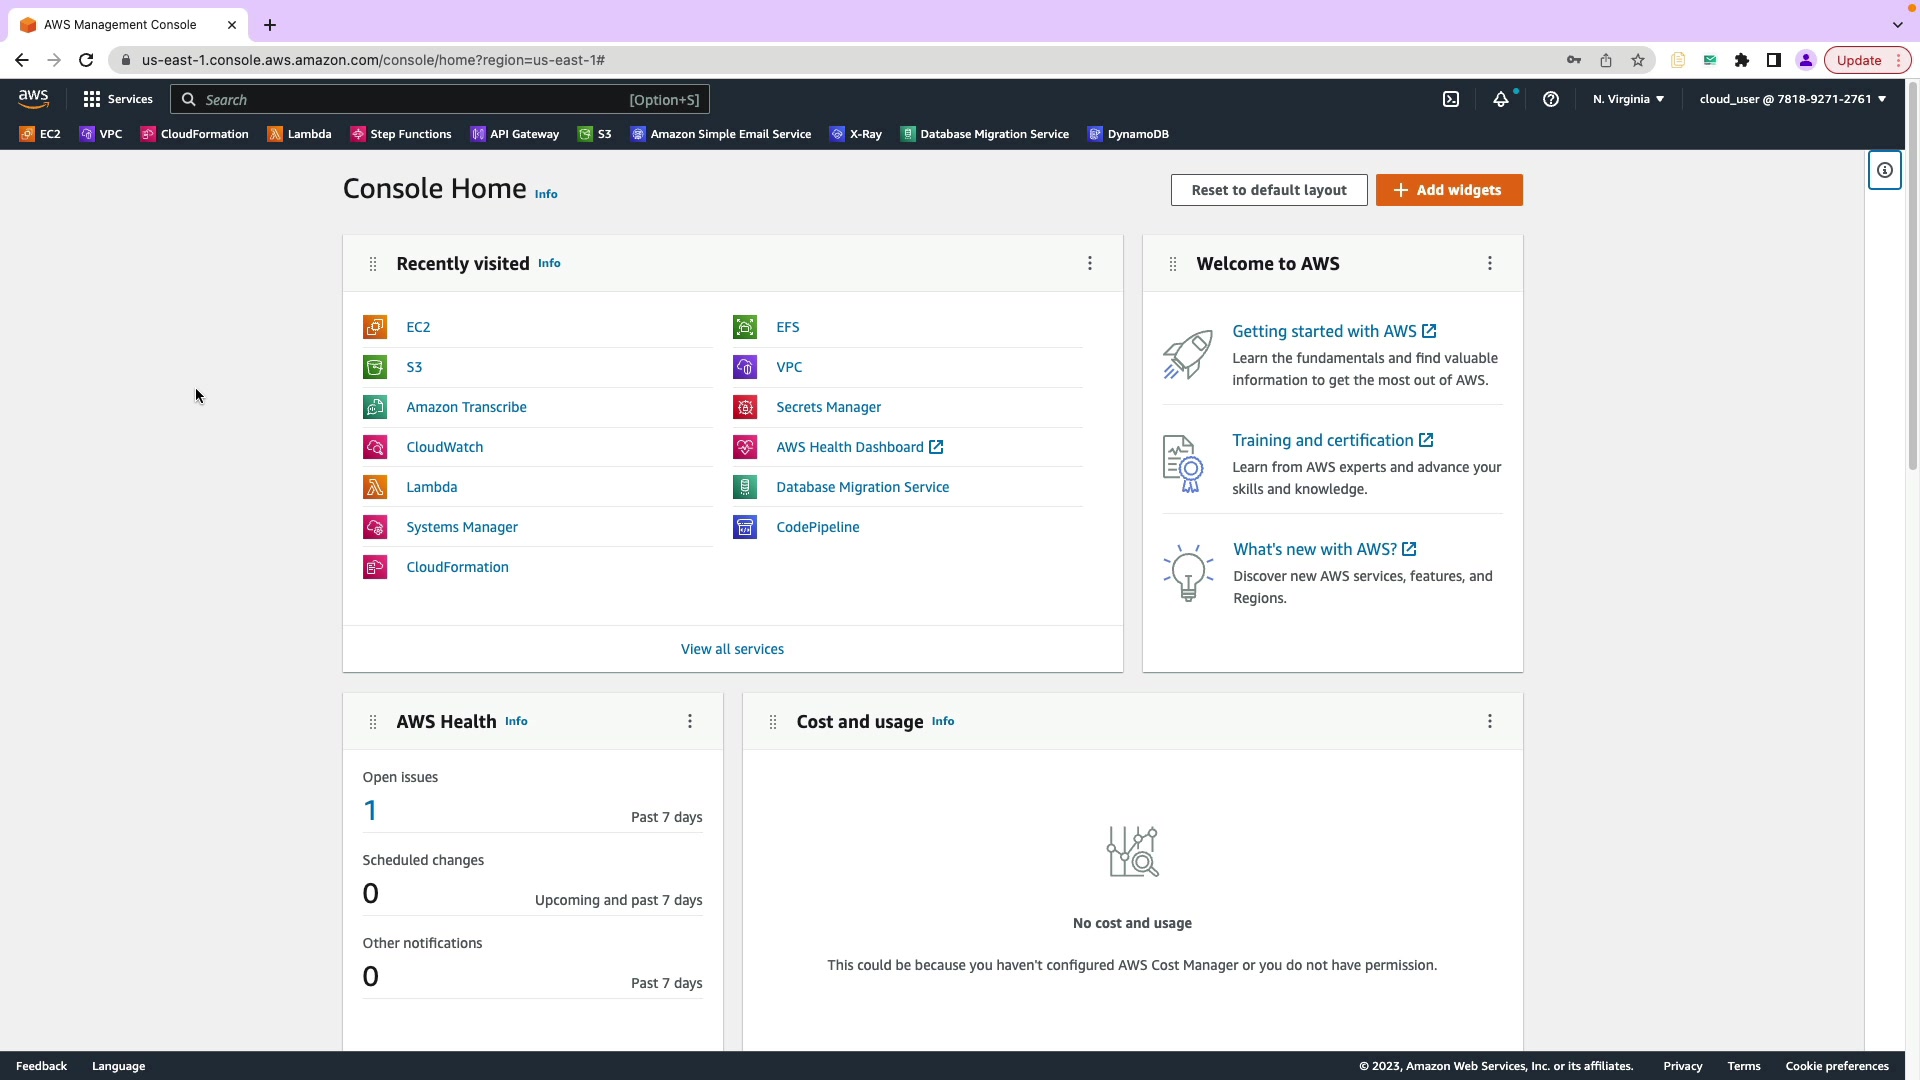 AWS Management Console
us-east-1.console.aws.amazon.com/console/home?region=us-east-1#
Update
aws
Services
Search
[Option+S]
N. Virginia
cloud_user @ 7818-9271-2761
EC2
VPC
CloudFormation
Lambda
Step Functions
API Gateway
S3
Amazon Simple Email Service
X-Ray
Database Migration Service
DynamoDB
Console Home Info
Reset to default layout
Add widgets
Recently visited Info
EC2
S3
Amazon Transcribe
CloudWatch
Lambda
Systems Manager
CloudFormation
EFS
VPC
Secrets Manager
AWS Health Dashboard
Database Migration Service
CodePipeline
View all services
Welcome to AWS
Getting started with AWS
Learn the fundamentals and find valuable
information to get the most out of AWS.
Training and certification
Learn from AWS experts and advance your
skills and knowledge.
What's new with AWS?
Discover new AWS services, features, and
Regions.
AWS Health Info
Open issues
1
Past 7 days
Scheduled changes
0
Upcoming and past 7 days
Other notifications
0
Past 7 days
Cost and usage Info
No cost and usage
This could be because you haven't configured AWS Cost Manager or you do not have permission.
Feedback
Language
© 2023, Amazon Web Services, Inc. or its affiliates.
Privacy
Terms
Cookie preferences